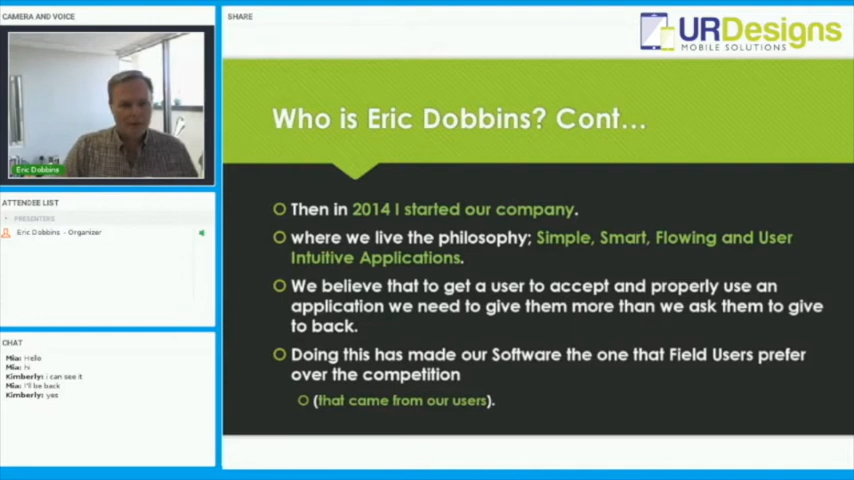 CAMERA AND VOICE
Eric Dobbins
ATTENDEE LIST
PRESENTERS
Eric Dobbins - Organizer
CHAT
Mia: Hello
Mia: hi
Kimberly: i can see it
Mia: I'll be back
Kimberly: yes
SHARE
URDesigns
MOBILE SOLUTIONS
Who is Eric Dobbins? Cont...
Then in 2014 I started our company.
where we live the philosophy; Simple, Smart, Flowing and User
Intuitive Applications.
We believe that to get a user to accept and properly use an
application we need to give them more than we ask them to give
to back.
Doing this has made our Software the one that Field Users prefer
over the competition
(that came from our users).